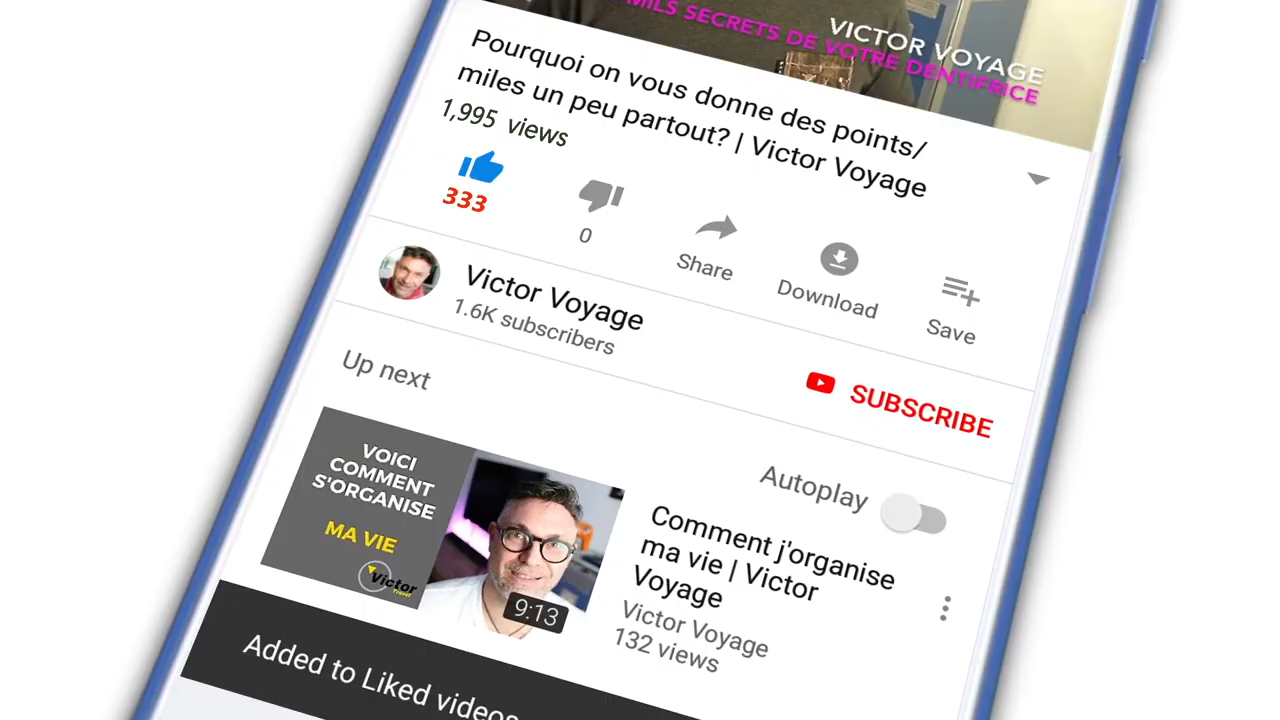 VICTOR VOYAGE
MILS SECRETS DE VOTRE DENTIFRICE
Pourquoi on vous donne des points/
miles un peu partout? | Victor Voyage
1,995 views
333
0
Share
Download
Save
Victor Voyage
1.6K subscribers
SUBSCRIBE
Up next
Autoplay
VOICI
COMMENT
S'ORGANISE
MA VIE
Victor
Travel
9:13
Comment j'organise
ma vie | Victor
Voyage
Victor Voyage
132 views
Added to Liked videos